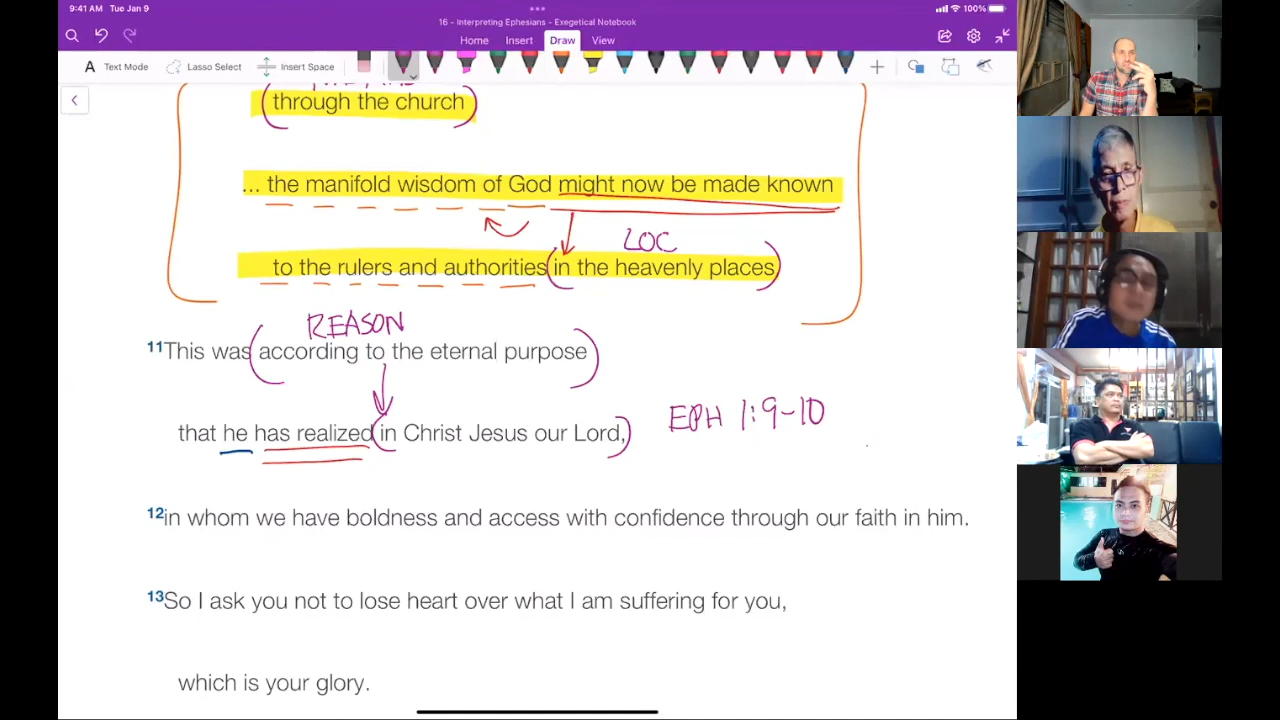 9:41 AM Tue Jan 9
100%
16 - Interpreting Ephesians - Exegetical Notebook
Home Insert Draw View
A Text Mode Lasso Select Insert Space
through the church
... the manifold wisdom of God might now be made known
LOC
to the rulers and authorities in the heavenly places
REASON
11This was according to the eternal purpose
that he has realized in Christ Jesus our Lord,
EPH 1:9-10
12in whom we have boldness and access with confidence through our faith in him.
13So I ask you not to lose heart over what I am suffering for you,
which is your glory.